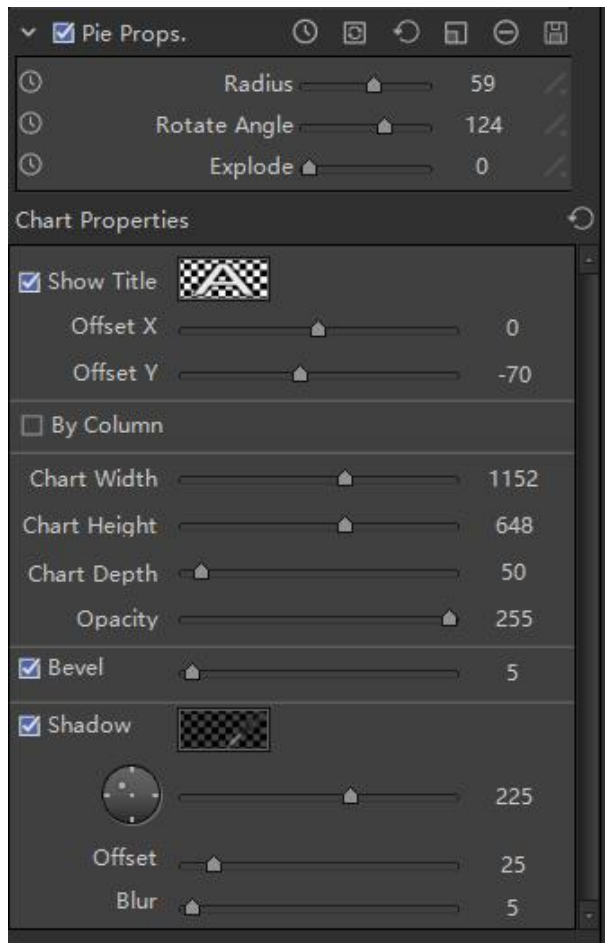 Pie Props.
Radius 59
Rotate Angle 124
Explode 0
Chart Properties
Show Title A
Offset X 0
Offset Y -70
By Column
Chart Width 1152
Chart Height 648
Chart Depth 50
Opacity 255
Bevel 5
Shadow
225
Offset 25
Blur 5